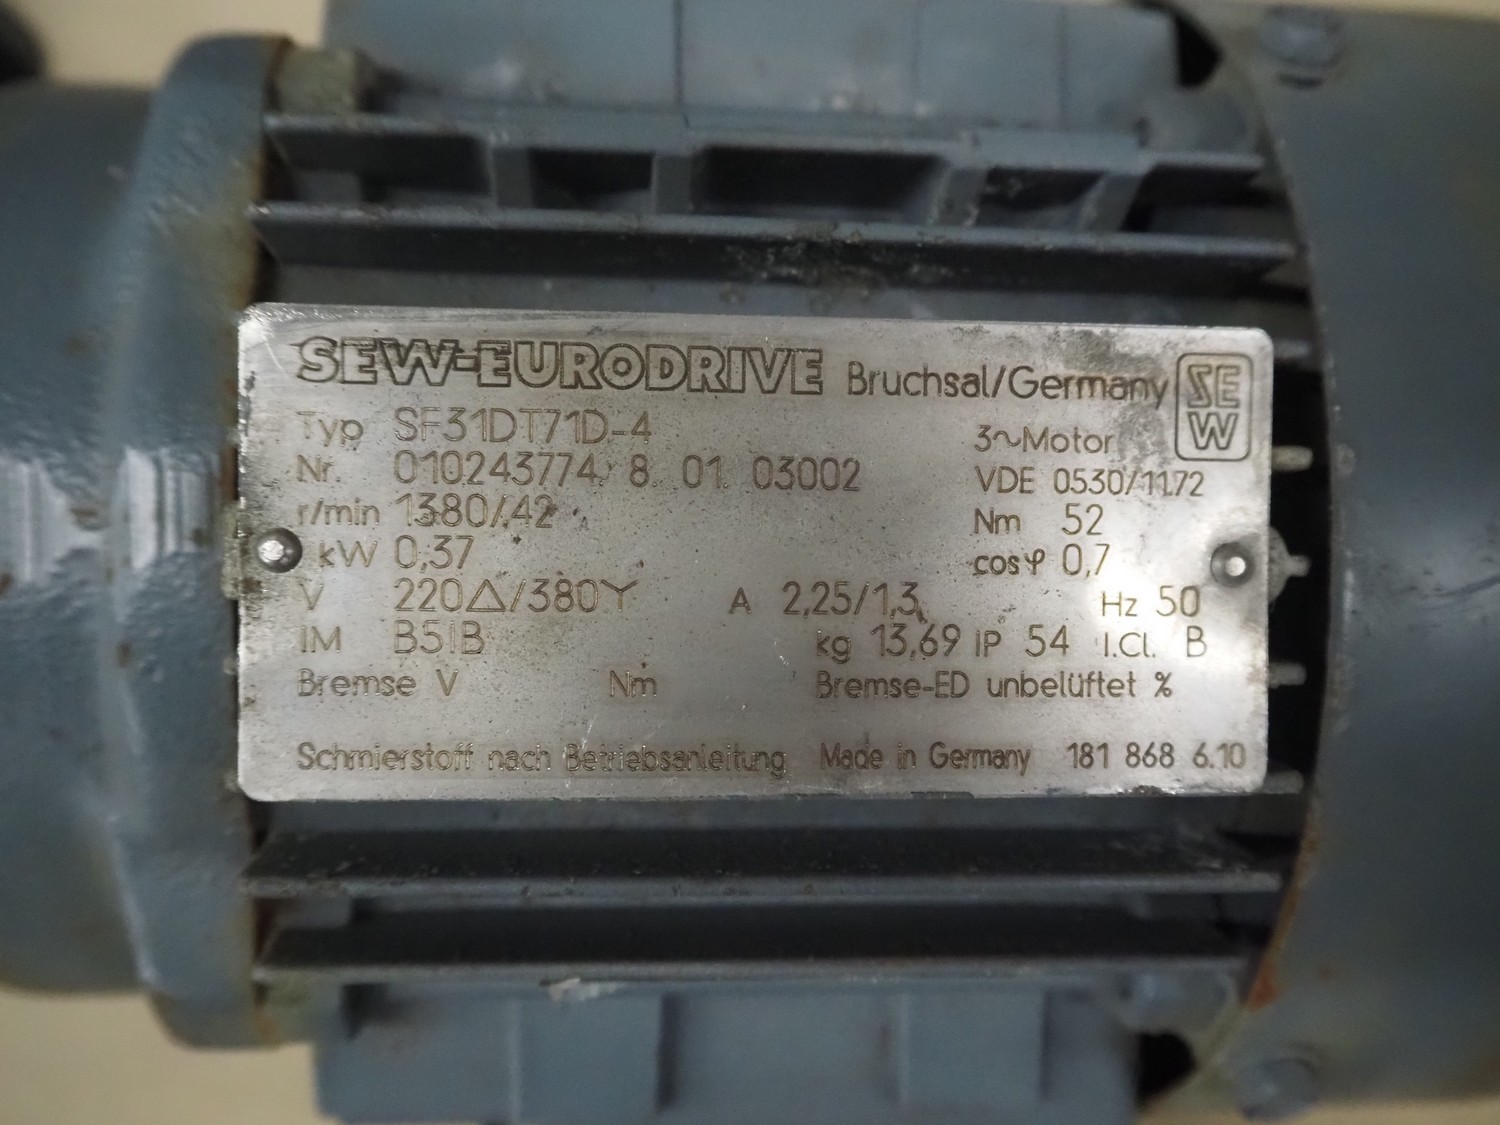 SEW-EURODRIVE Bruchsal/Germany SEW
Typ SF31DT71D-4 3~Motor
Nr. 010243774/8. 01. 03002 VDE 0530/11.72
r/min 1380/42 Nm 52
kW 0,37 cosφ 0,7
V 220△/380Y A 2,25/1,3 Hz 50
IM B5IB kg 13,69 IP 54 I.Cl. B
Bremse V Nm Bremse-ED unbelüftet %
Schmierstoff nach Betriebsanleitung Made in Germany 181 868 6.10